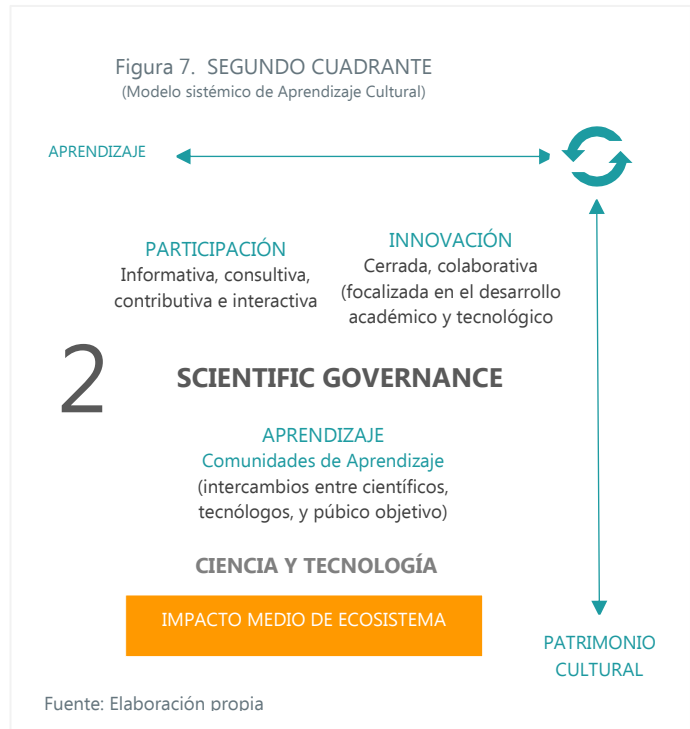 Figura 7. SEGUNDO CUADRANTE
(Modelo sistémico de Aprendizaje Cultural)
APRENDIZAJE
PARTICIPACIÓN
Informativa, consultiva,
contributiva e interactiva
INNOVACIÓN
Cerrada, colaborativa
(focalizada en el desarrollo
académico y tecnológico
2
SCIENTIFIC GOVERNANCE
APRENDIZAJE
Comunidades de Aprendizaje
(intercambios entre científicos,
tecnólogos, y púbico objetivo)
CIENCIA Y TECNOLOGÍA
IMPACTO MEDIO DE ECOSISTEMA
PATRIMONIO
CULTURAL
Fuente: Elaboración propia